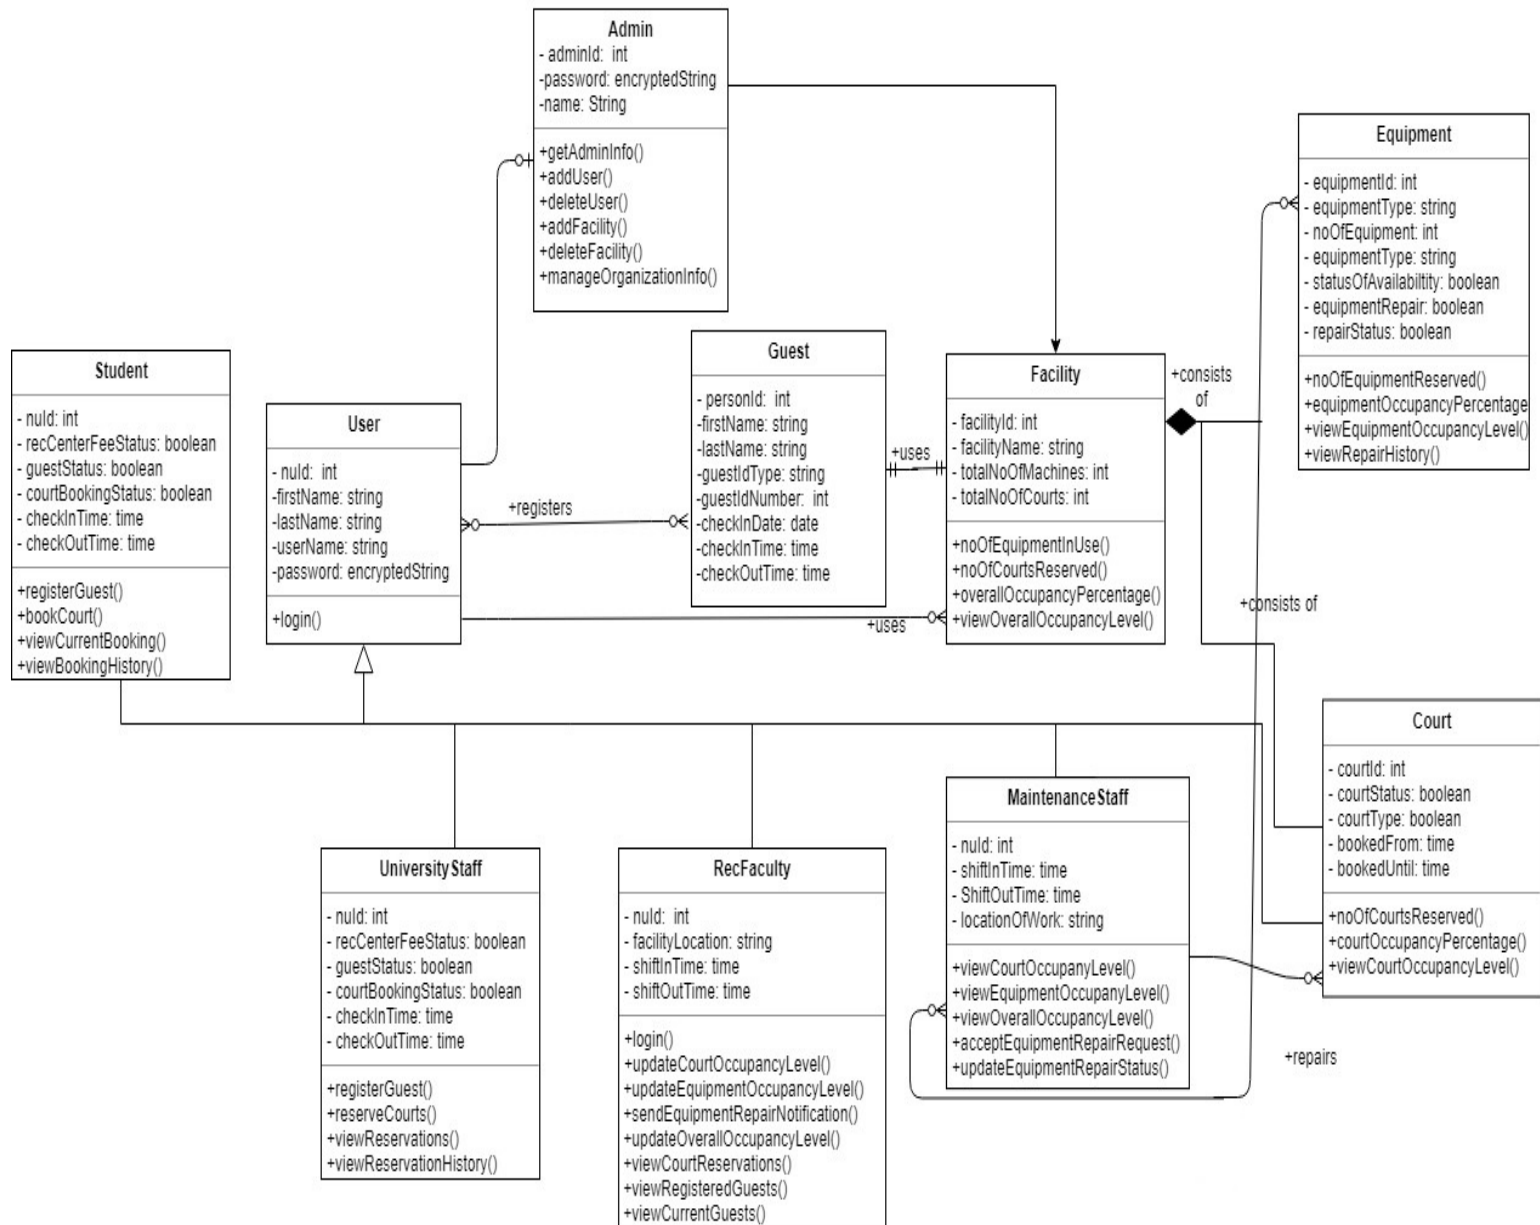 Admin
- adminId: int
-password: encryptedString
-name: String
+getAdminInfo()
+addUser()
+deleteUser()
+addFacility()
+deleteFacility()
+manageOrganizationInfo()
Equipment
- equipmentId: int
- equipmentType: string
- noOfEquipment: int
- equipmentType: string
- statusOfAvailabiltity: boolean
- equipmentRepair: boolean
- repairStatus: boolean
+noOfEquipmentReserved()
+equipmentOccupancyPercentage
+viewEquipmentOccupancyLevel()
+viewRepairHistory()
Student
- nuId: int
- recCenterFeeStatus: boolean
- guestStatus: boolean
- courtBookingStatus: boolean
- checkInTime: time
- checkOutTime: time
+registerGuest()
+bookCourt()
+viewCurrentBooking()
+viewBookingHistory()
User
- nuId: int
-firstName: string
-lastName: string
-userName: string
-password: encryptedString
+login()
+registers
Guest
- personId: int
-firstName: string
-lastName: string
-guestIdType: string
-guestIdNumber: int
-checkInDate: date
-checkInTime: time
-checkOutTime: time
+uses
+uses
Facility
- facilityId: int
- facilityName: string
- totalNoOfMachines: int
- totalNoOfCourts: int
+noOfEquipmentInUse()
+noOfCourtsReserved()
+overallOccupancyPercentage()
+viewOverallOccupancyLevel()
+consists
of
+consists of
Court
- courtId: int
- courtStatus: boolean
- courtType: boolean
- bookedFrom: time
- bookedUntil: time
+noOfCourtsReserved()
+courtOccupancyPercentage()
+viewCourtOccupancyLevel()
UniversityStaff
- nuId: int
- recCenterFeeStatus: boolean
- guestStatus: boolean
- courtBookingStatus: boolean
- checkInTime: time
- checkOutTime: time
+registerGuest()
+reserveCourts()
+viewReservations()
+viewReservationHistory()
RecFaculty
- nuId: int
- facilityLocation: string
- shiftInTime: time
- shiftOutTime: time
+login()
+updateCourtOccupancyLevel()
+updateEquipmentOccupancyLevel()
+sendEquipmentRepairNotification()
+updateOverallOccupancyLevel()
+viewCourtReservations()
+viewRegisteredGuests()
+viewCurrentGuests()
MaintenanceStaff
- nuId: int
- shiftInTime: time
- ShiftOutTime: time
- locationOfWork: string
+viewCourtOccupanyLevel()
+viewEquipmentOccupanyLevel()
+viewOverallOccupancyLevel()
+acceptEquipmentRepairRequest()
+updateEquipmentRepairStatus()
+repairs